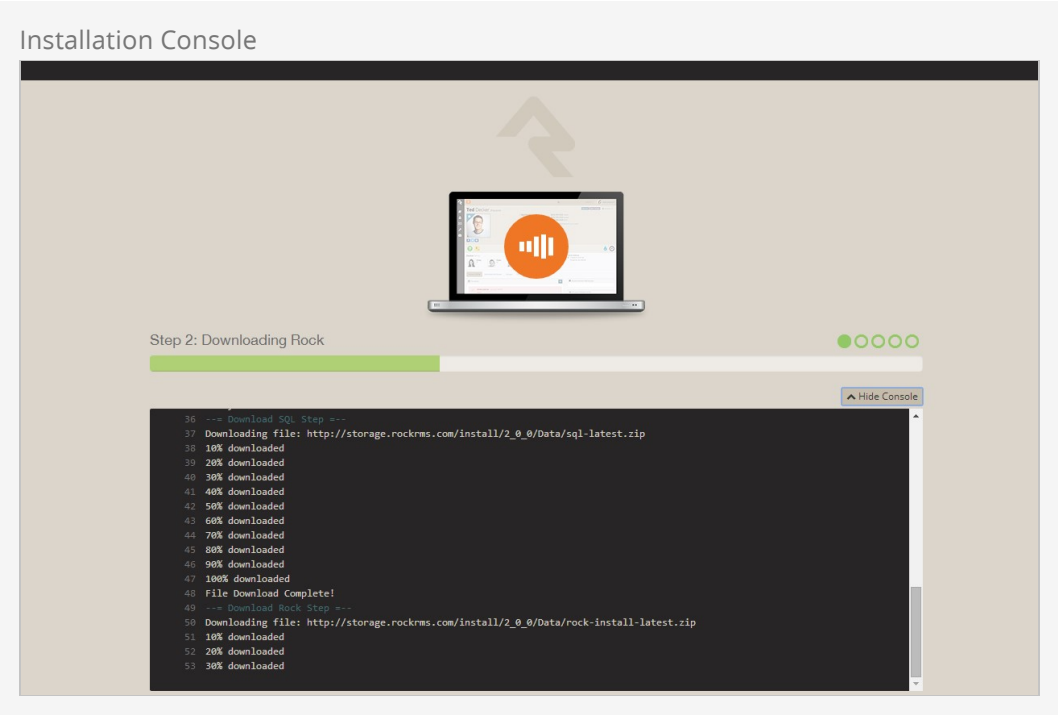 Installation Console
Step 2: Downloading Rock
Hide Console
36 --= Download SQL Step =--
37 Downloading file: http://storage.rockrms.com/install/2_0_0/Data/sql-latest.zip
38 10% downloaded
39 20% downloaded
40 30% downloaded
41 40% downloaded
42 50% downloaded
43 60% downloaded
44 70% downloaded
45 80% downloaded
46 90% downloaded
47 100% downloaded
48 File Download Complete!
49 --= Download Rock Step =--
50 Downloading file: http://storage.rockrms.com/install/2_0_0/Data/rock-install-latest.zip
51 10% downloaded
52 20% downloaded
53 30% downloaded